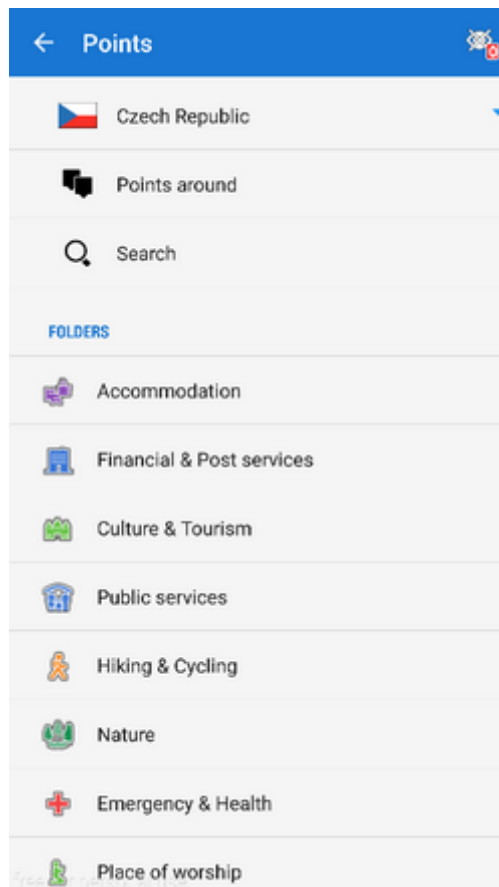 Points
Czech Republic
Points around
Search
FOLDERS
Accommodation
Financial & Post services
Culture & Tourism
Public services
Hiking & Cycling
Nature
Emergency & Health
Place of worship